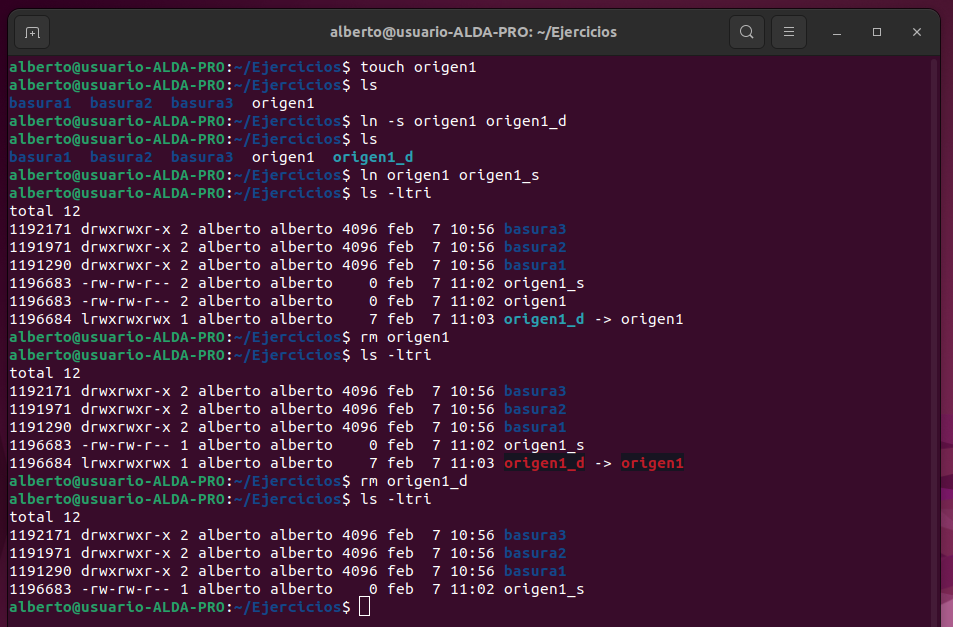 alberto@usuario-ALDA-PRO: ~/Ejercicios
alberto@usuario-ALDA-PRO:~/Ejercicios$ touch origen1
alberto@usuario-ALDA-PRO:~/Ejercicios$ ls
basura1  basura2  basura3  origen1
alberto@usuario-ALDA-PRO:~/Ejercicios$ ln -s origen1 origen1_d
alberto@usuario-ALDA-PRO:~/Ejercicios$ ls
basura1  basura2  basura3  origen1  origen1_d
alberto@usuario-ALDA-PRO:~/Ejercicios$ ln origen1 origen1_s
alberto@usuario-ALDA-PRO:~/Ejercicios$ ls -ltri
total 12
1192171 drwxrwxr-x 2 alberto alberto 4096 feb  7 10:56 basura3
1191971 drwxrwxr-x 2 alberto alberto 4096 feb  7 10:56 basura2
1191290 drwxrwxr-x 2 alberto alberto 4096 feb  7 10:56 basura1
1196683 -rw-rw-r-- 2 alberto alberto    0 feb  7 11:02 origen1_s
1196683 -rw-rw-r-- 2 alberto alberto    0 feb  7 11:02 origen1
1196684 lrwxrwxrwx 1 alberto alberto    7 feb  7 11:03 origen1_d -> origen1
alberto@usuario-ALDA-PRO:~/Ejercicios$ rm origen1
alberto@usuario-ALDA-PRO:~/Ejercicios$ ls -ltri
total 12
1192171 drwxrwxr-x 2 alberto alberto 4096 feb  7 10:56 basura3
1191971 drwxrwxr-x 2 alberto alberto 4096 feb  7 10:56 basura2
1191290 drwxrwxr-x 2 alberto alberto 4096 feb  7 10:56 basura1
1196683 -rw-rw-r-- 1 alberto alberto    0 feb  7 11:02 origen1_s
1196684 lrwxrwxrwx 1 alberto alberto    7 feb  7 11:03 origen1_d -> origen1
alberto@usuario-ALDA-PRO:~/Ejercicios$ rm origen1_d
alberto@usuario-ALDA-PRO:~/Ejercicios$ ls -ltri
total 12
1192171 drwxrwxr-x 2 alberto alberto 4096 feb  7 10:56 basura3
1191971 drwxrwxr-x 2 alberto alberto 4096 feb  7 10:56 basura2
1191290 drwxrwxr-x 2 alberto alberto 4096 feb  7 10:56 basura1
1196683 -rw-rw-r-- 1 alberto alberto    0 feb  7 11:02 origen1_s
alberto@usuario-ALDA-PRO:~/Ejercicios$